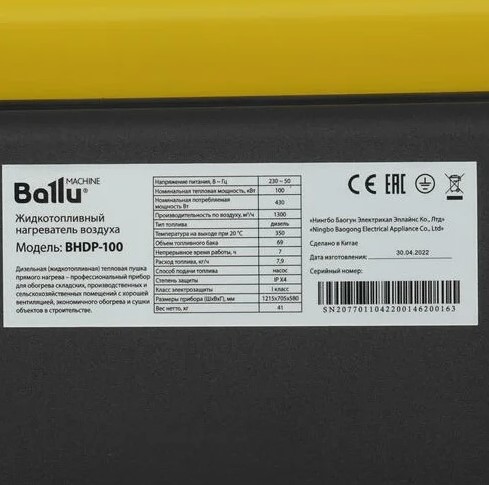 Ballu®
MACHINE
Жидкотопливный
нагреватель воздуха
Модель: BHDP-100
Дизельная (жидкотопливная) тепловая пушка
прямого нагрева – профессиональный прибор
для обогрева складских, производственных и
сельскохозяйственных помещений с хорошей
вентиляцией, экономичного обогрева и сушки
объектов в строительстве.
Напряжение питания, В – Гц 230 – 50
Номинальная тепловая мощность, кВт 100
Номинальная потребляемая
мощность, Вт 430
Производительность по воздуху, м³/ч 1300
Тип топлива дизель
Температура на выходе при 20°С 350
Объем топливного бака 69
Непрерывное время работы, ч 7
Расход топлива, кг/ч 7,9
Способ подачи топлива насос
Степень защиты IP X4
Класс электрозащиты I класс
Размеры прибора (ШхВхГ), мм 1215x705x580
Вес нетто, кг 41
CE EAC
«Нингбо Баогун Электрикал Эпплайнс Ко., Лтд»
«Ningbo Baogong Electrical Appliance Co., Ltd»
Сделано в Китае
Дата изготовления: 30.04.2022
Серийный номер:
SN2077011042200146200163